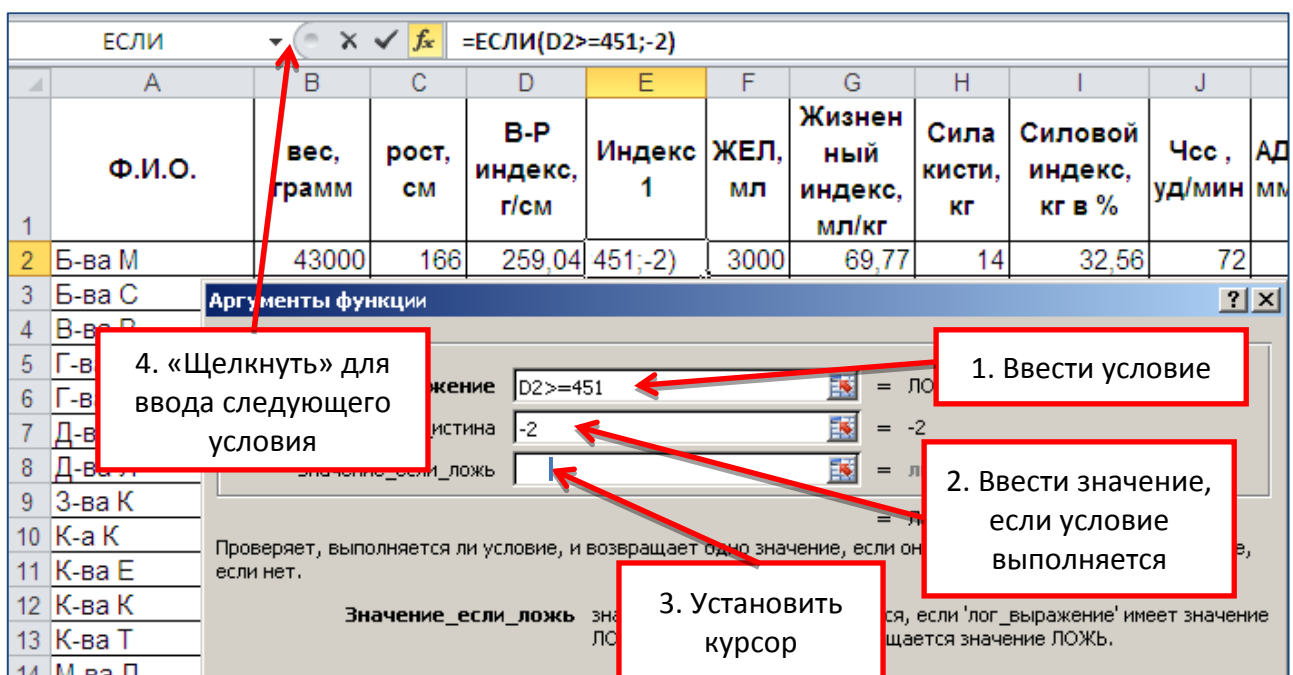 ЕСЛИ =ЕСЛИ(D2>=451;-2)
A B C D E F G H I J
1 Ф.И.О. вес, грамм рост, см В-Р индекс, г/см Индекс 1 ЖЕЛ, мл Жизнен ный индекс, мл/кг Сила кисти, кг Силовой индекс, кг в % Чсс , уд/мин
2 Б-ва М 43000 166 259,04 451;-2) 3000 69,77 14 32,56 72
3 Б-ва С
Аргументы функции
4
5
6
7
8
9 З-ва К
10 К-а К
11 К-ва Е
12 К-ва К
13 К-ва Т
D2>=451 =
-2 = -2
=
=
Проверяет, выполняется ли условие, и возвращает одно значение, если
если нет.
Значение_если_ложь если 'лог_выражение' имеет значение
значение ЛОЖЬ.
1. Ввести условие
2. Ввести значение,
если условие
выполняется
3. Установить
курсор
4. «Щелкнуть» для
ввода следующего
условия